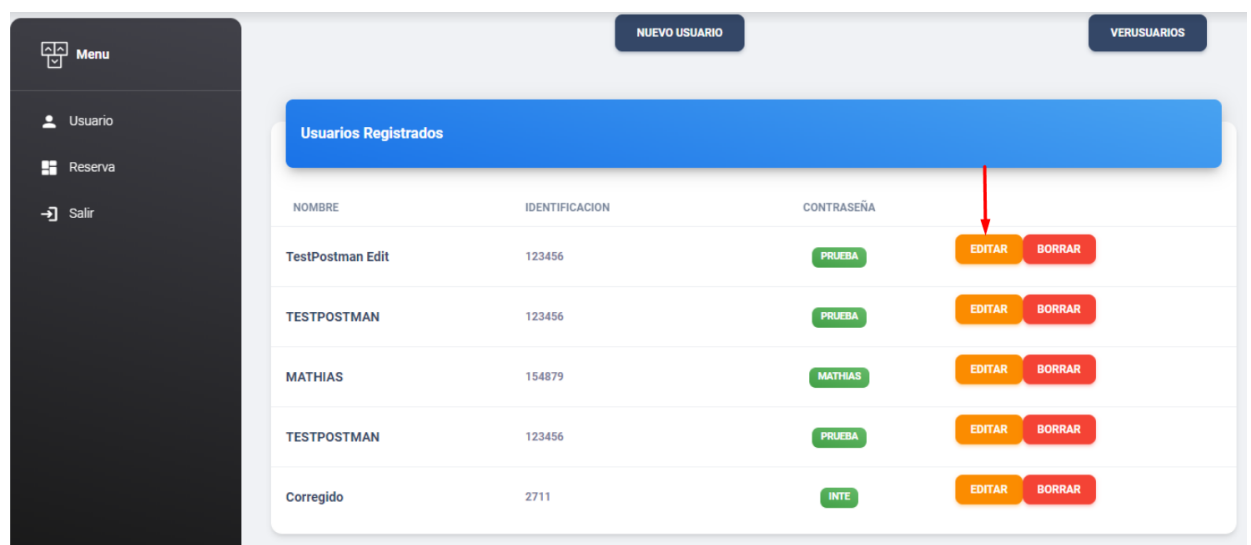 NUEVO USUARIO
VERUSUARIOS
Menu
Usuario
Reserva
Salir
Usuarios Registrados
NOMBRE IDENTIFICACION CONTRASEÑA
TestPostman Edit 123456 PRUEBA EDITAR BORRAR
TESTPOSTMAN 123456 PRUEBA EDITAR BORRAR
MATHIAS 154879 MATHIAS EDITAR BORRAR
TESTPOSTMAN 123456 PRUEBA EDITAR BORRAR
Corregido 2711 INTE EDITAR BORRAR